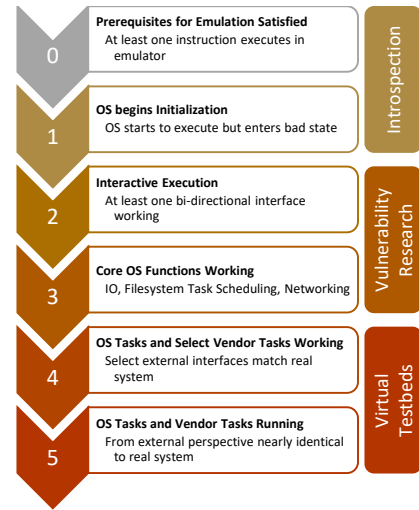 0
Prerequisites for Emulation Satisfied
At least one instruction executes in
emulator
1
OS begins Initialization
OS starts to execute but enters bad state
Introspection
2
Interactive Execution
At least one bi-directional interface
working
3
Core OS Functions Working
IO, Filesystem Task Scheduling, Networking
Vulnerability
Research
4
OS Tasks and Select Vendor Tasks Working
Select external interfaces match real
system
5
OS Tasks and Vendor Tasks Running
From external perspective nearly identical
to real system
Virtual
Testbeds